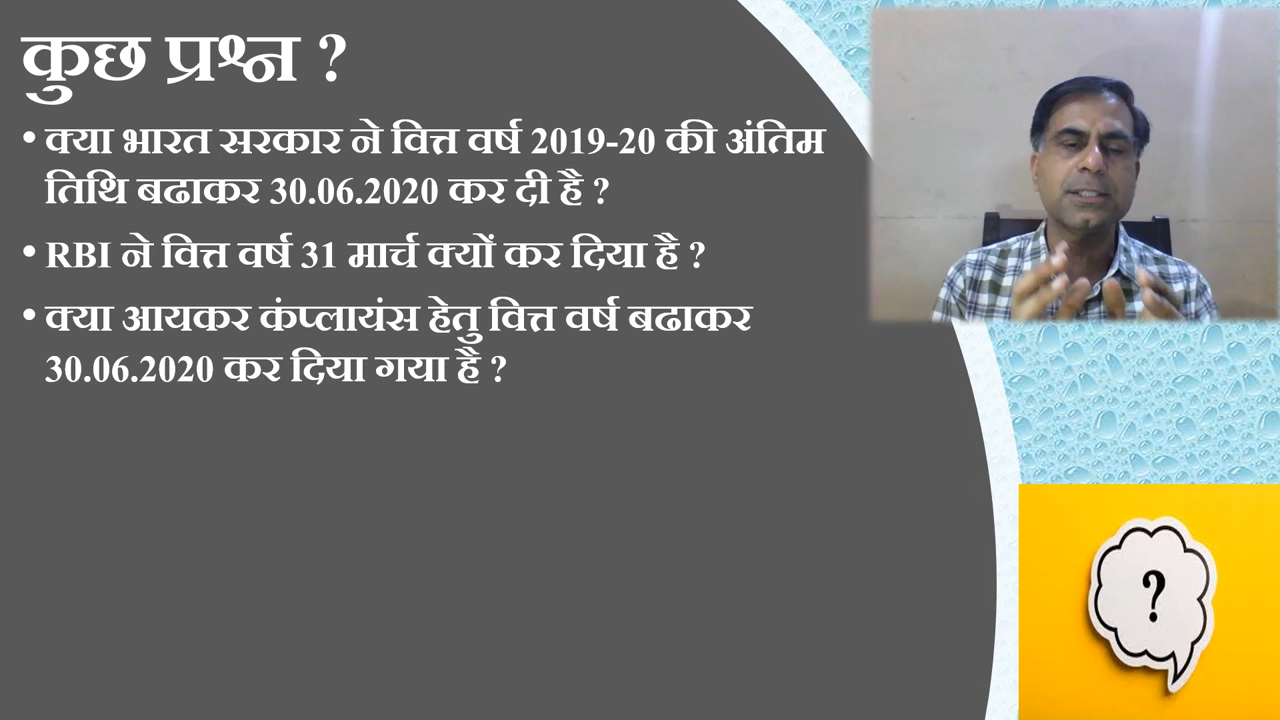 कुछ प्रश्न ?
• क्या भारत सरकार ने वित्त वर्ष 2019-20 की अंतिम
तिथि बढाकर 30.06.2020 कर दी है ?
• RBI ने वित्त वर्ष 31 मार्च क्यों कर दिया है ?
• क्या आयकर कंप्लायंस हेतु वित्त वर्ष बढाकर
30.06.2020 कर दिया गया है ?
?